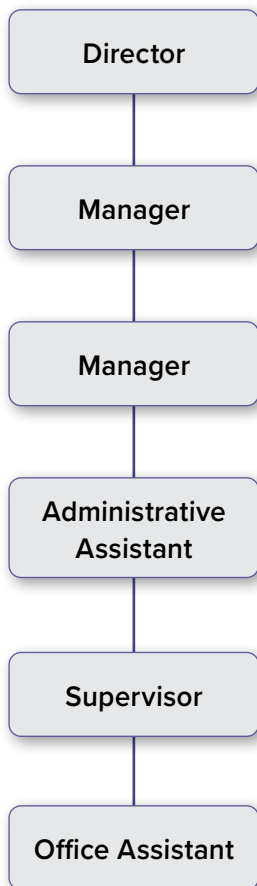 Director
Manager
Manager
Administrative
Assistant
Supervisor
Office Assistant